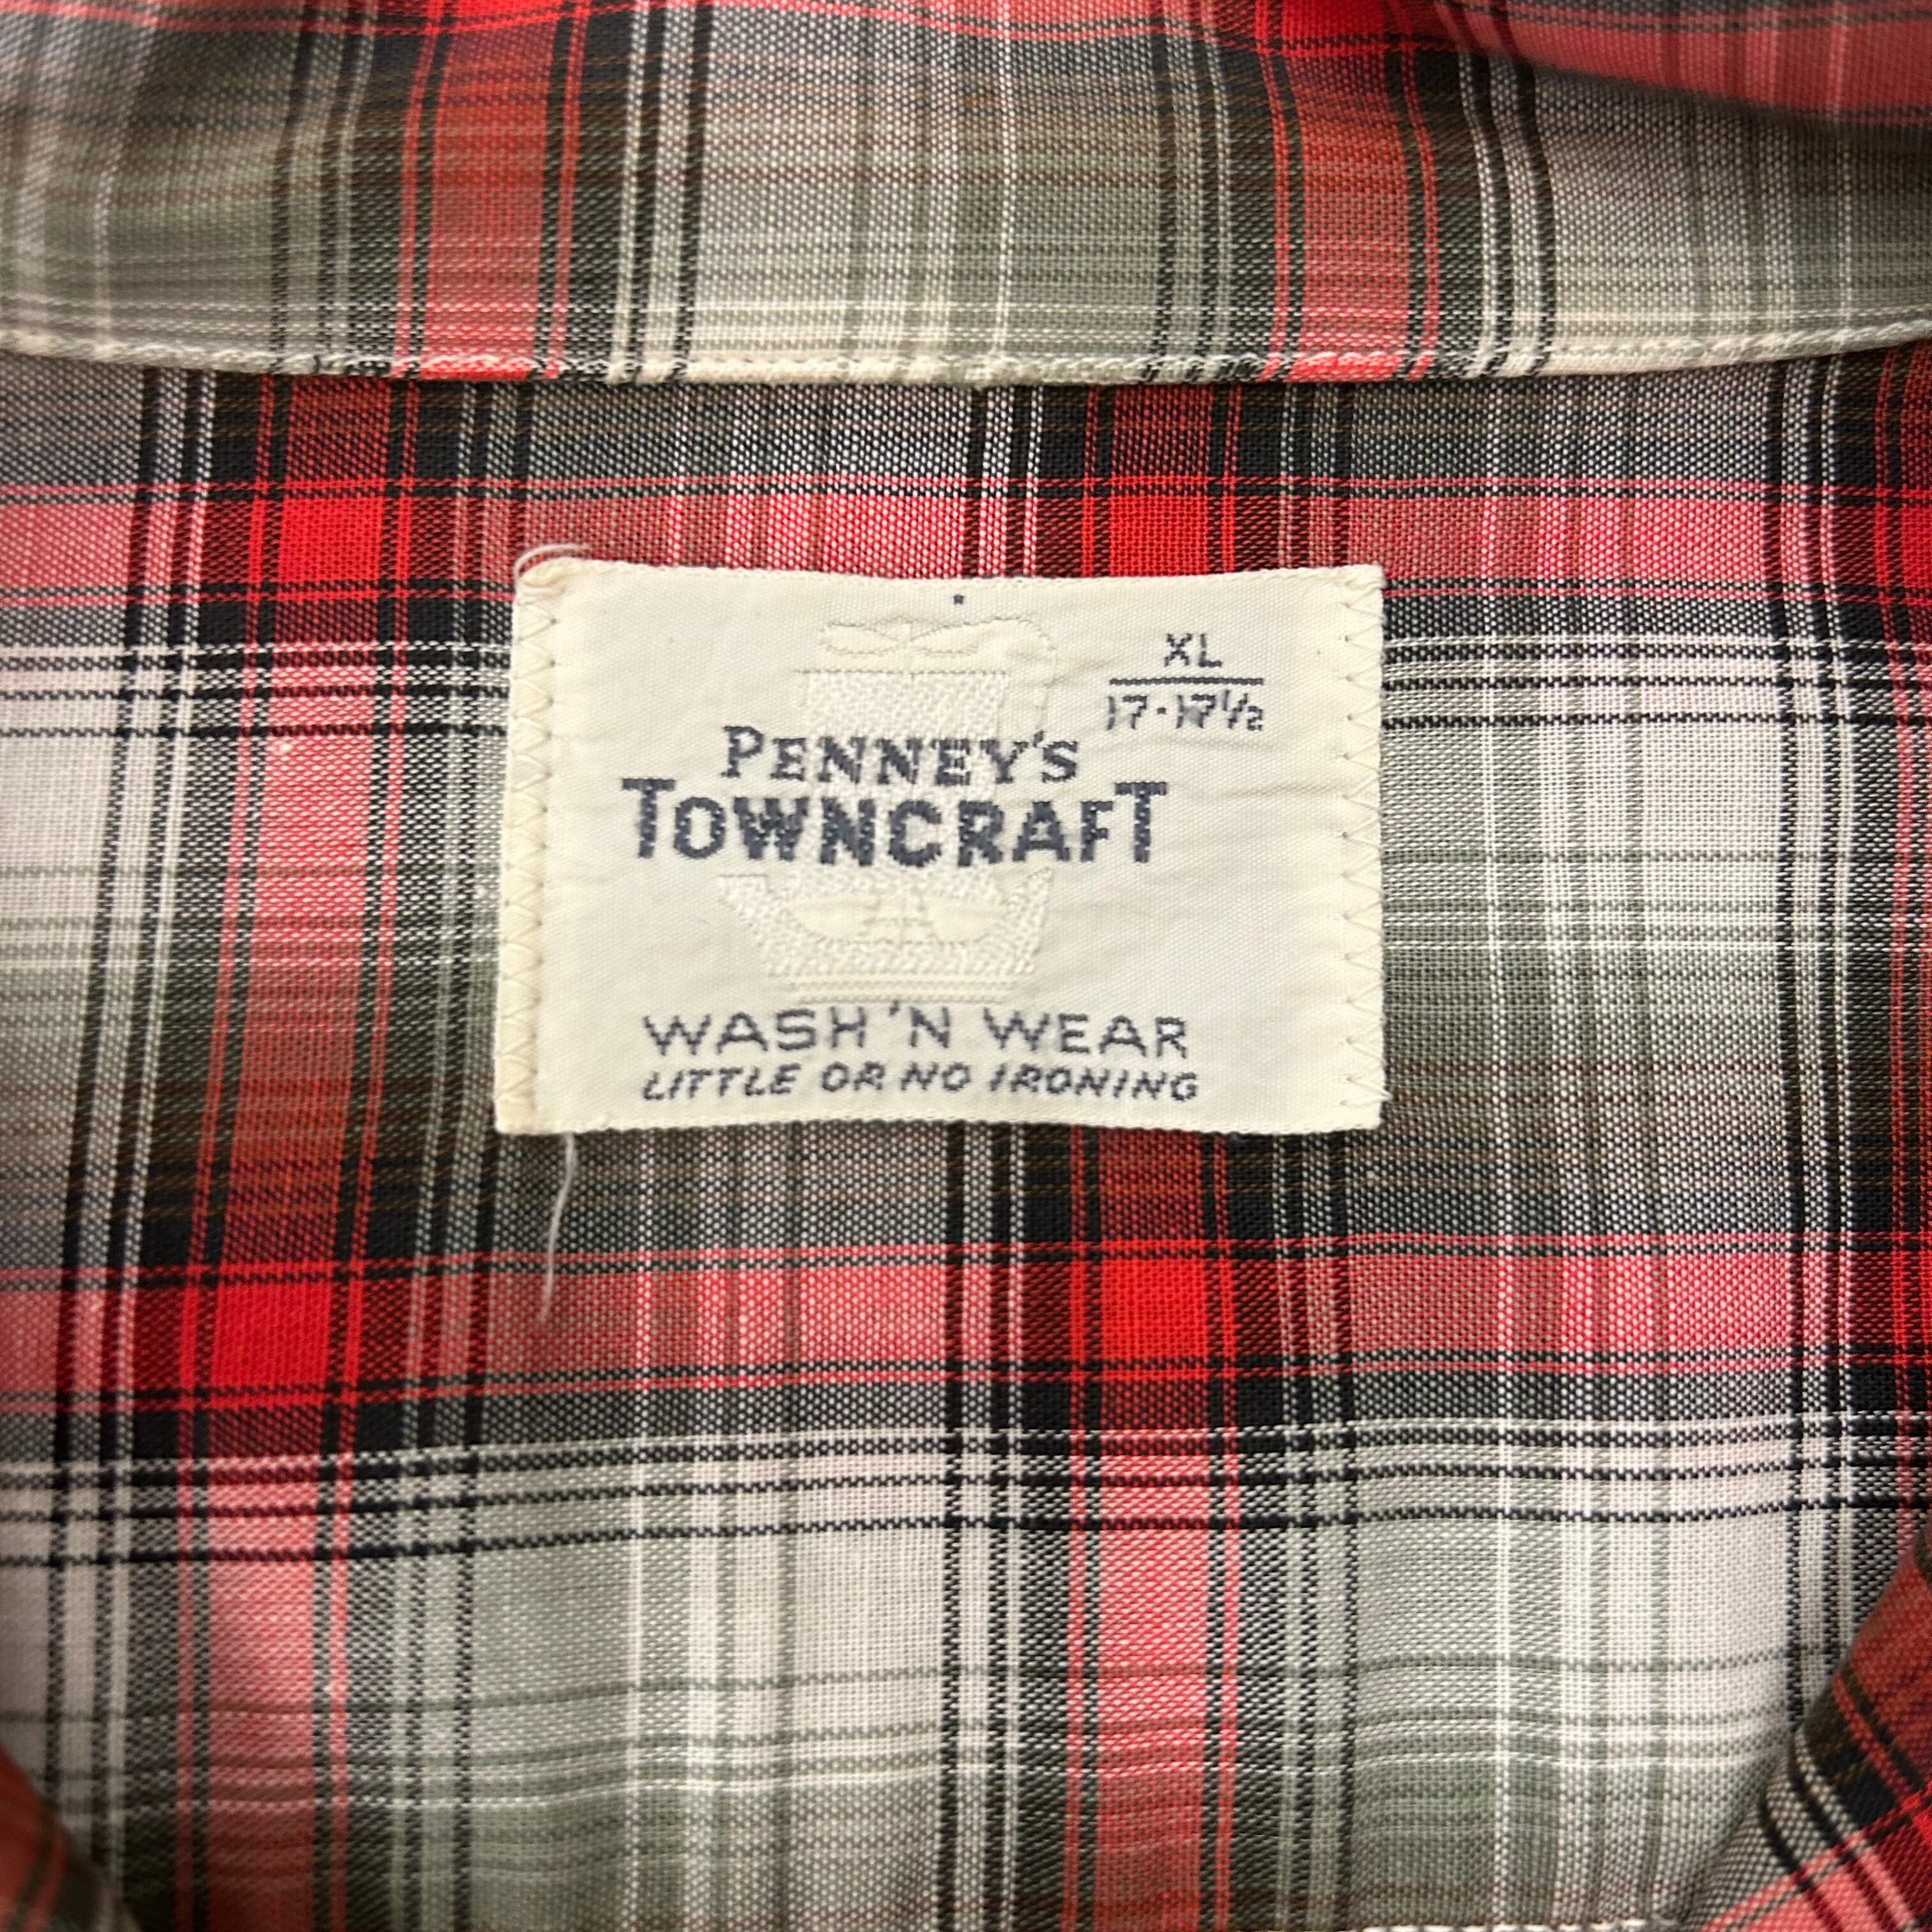 XL
17-17½
PENNEY'S
TOWNCRAFT
WASH 'N WEAR
LITTLE OR NO IRONING